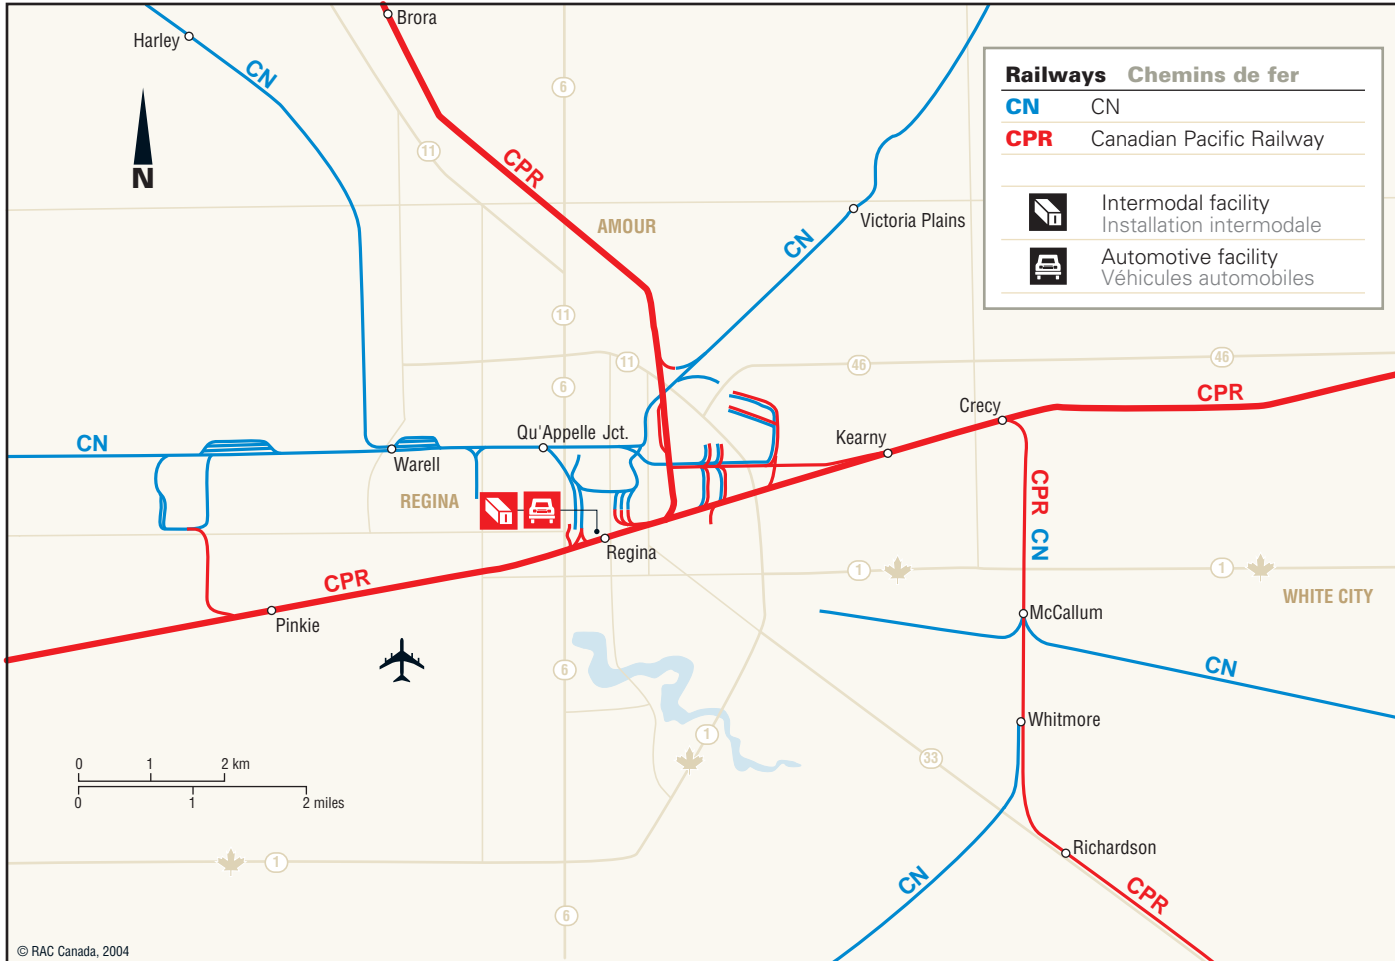 Brora
Harley
CN
6
Railways Chemins de fer
CN CN
CPR Canadian Pacific Railway
Intermodal facility
Installation intermodale
Automotive facility
Véhicules automobiles
N
11
CPR
AMOUR
CN
Victoria Plains
11
11
6
46
46
CPR
Crecy
Kearny
Qu'Appelle Jct.
CN
Warell
REGINA
CPR
CN
Regina
CPR
1
1
WHITE CITY
Pinkie
McCallum
6
CN
Whitmore
1
33
0 1 2 km
0 1 2 miles
Richardson
1
CN
CPR
6
© RAC Canada, 2004